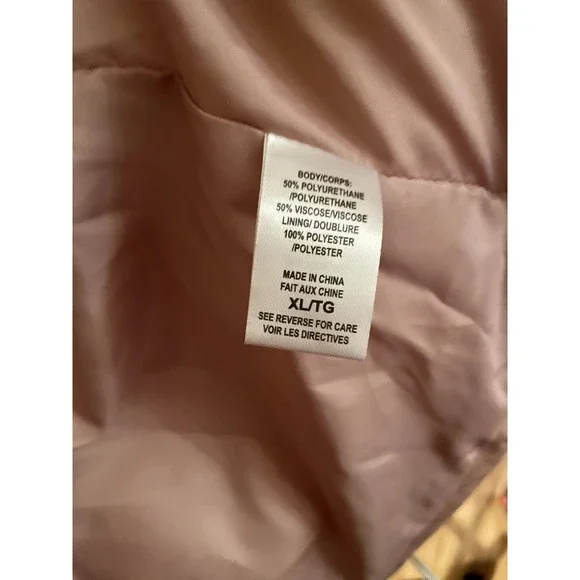 BODY/CORPS:
50% POLYURETHANE
/POLYURETHANE
50% VISCOSE/VISCOSE
LINING/ DOUBLURE
100% POLYESTER
/POLYESTER
MADE IN CHINA
FAIT AUX CHINE
XL/TG
SEE REVERSE FOR CARE
VOIR LES DIRECTIVES